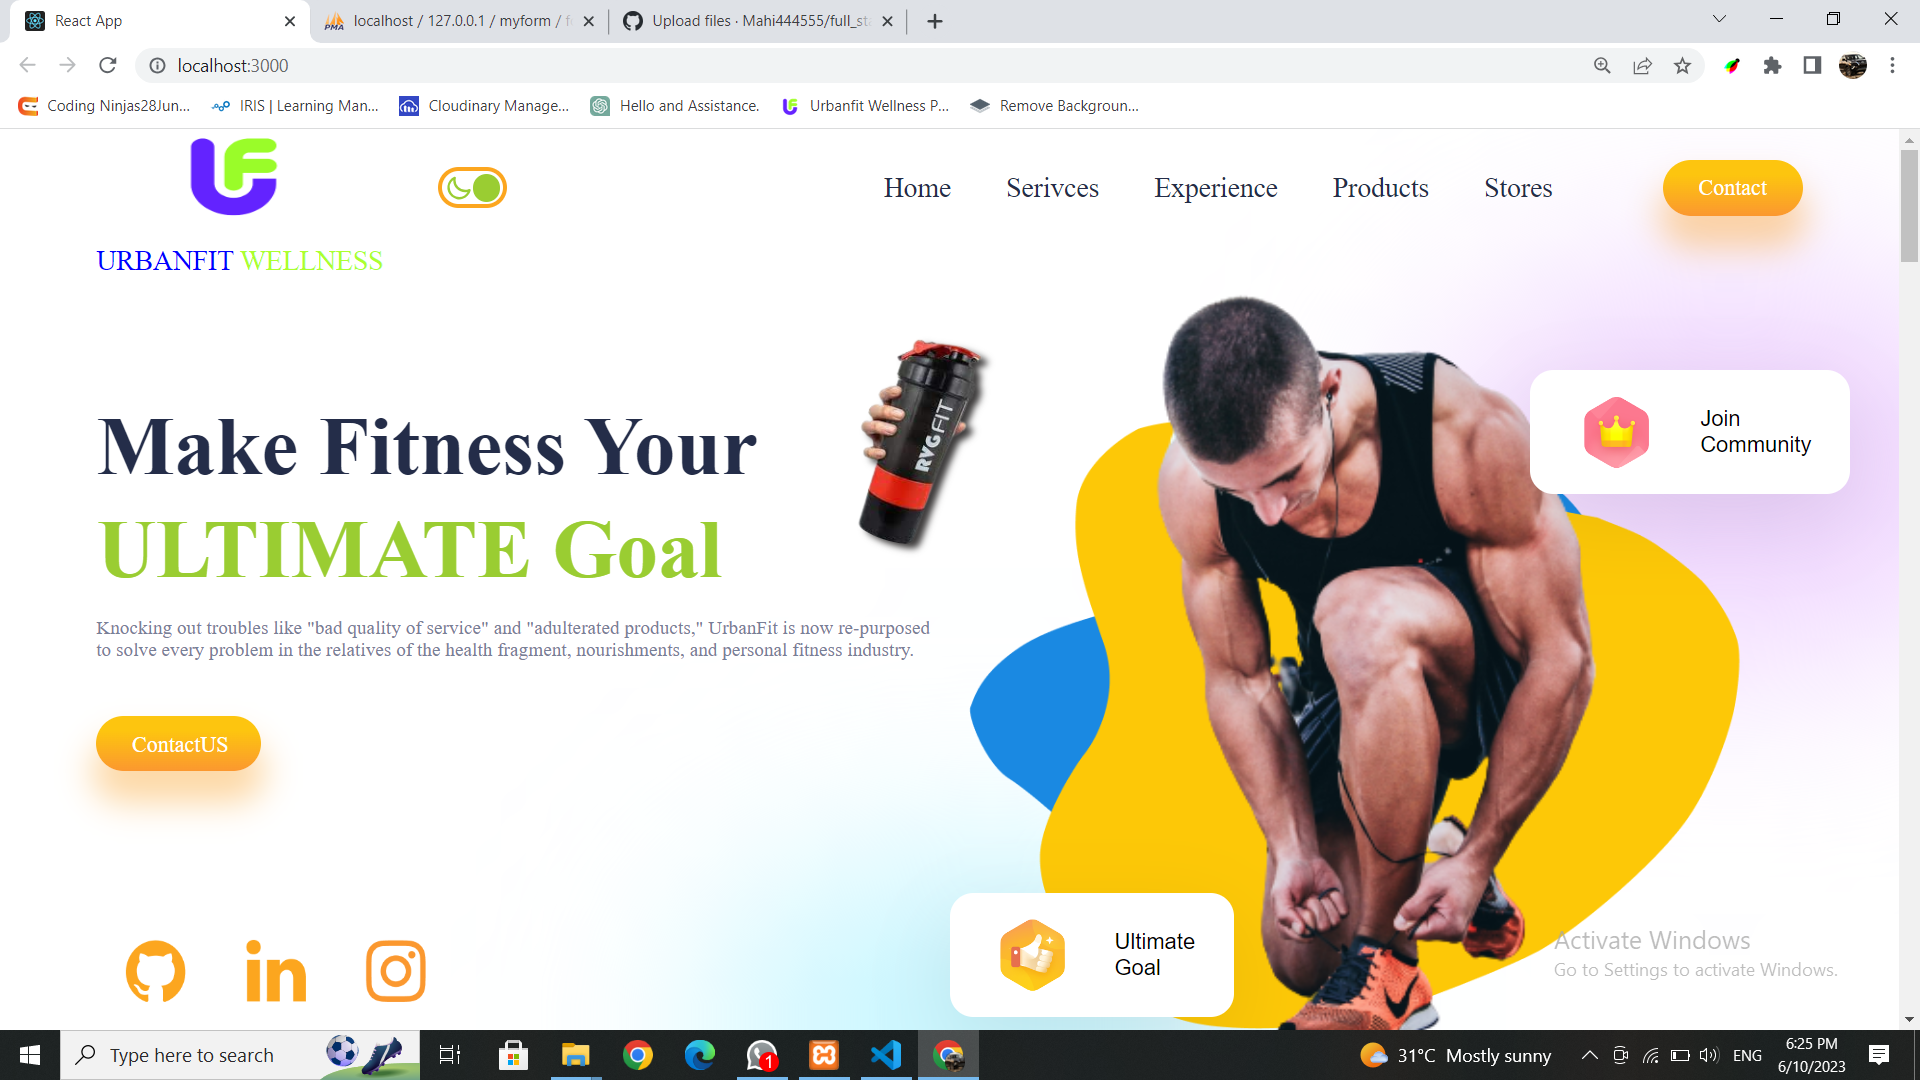 React App
localhost / 127.0.0.1 / myform / f
Upload files · Mahi444555/full_sta
localhost:3000
Coding Ninjas28Jun...
IRIS | Learning Man...
Cloudinary Manage...
Hello and Assistance.
Urbanfit Wellness P...
Remove Backgroun...
Home
Serivces
Experience
Products
Stores
Contact
URBANFIT WELLNESS
RVGFIT
Join
Community
Make Fitness Your
ULTIMATE Goal
Knocking out troubles like "bad quality of service" and "adulterated products," UrbanFit is now re-purposed
to solve every problem in the relatives of the health fragment, nourishments, and personal fitness industry.
ContactUS
Ultimate
Goal
Activate Windows
Go to Settings to activate Windows.
Type here to search
1
31°C Mostly sunny
ENG
6:25 PM
6/10/2023